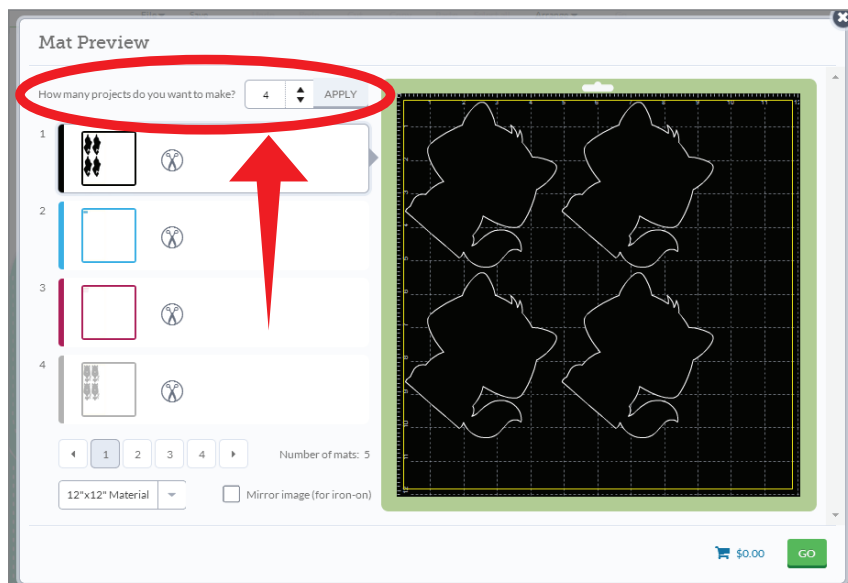 Mat Preview
How many projects do you want to make? 4 APPLY
1
2
3
4
1 2 3 4 Number of mats: 5
12"x12" Material Mirror image (for iron-on)
$0.00 GO